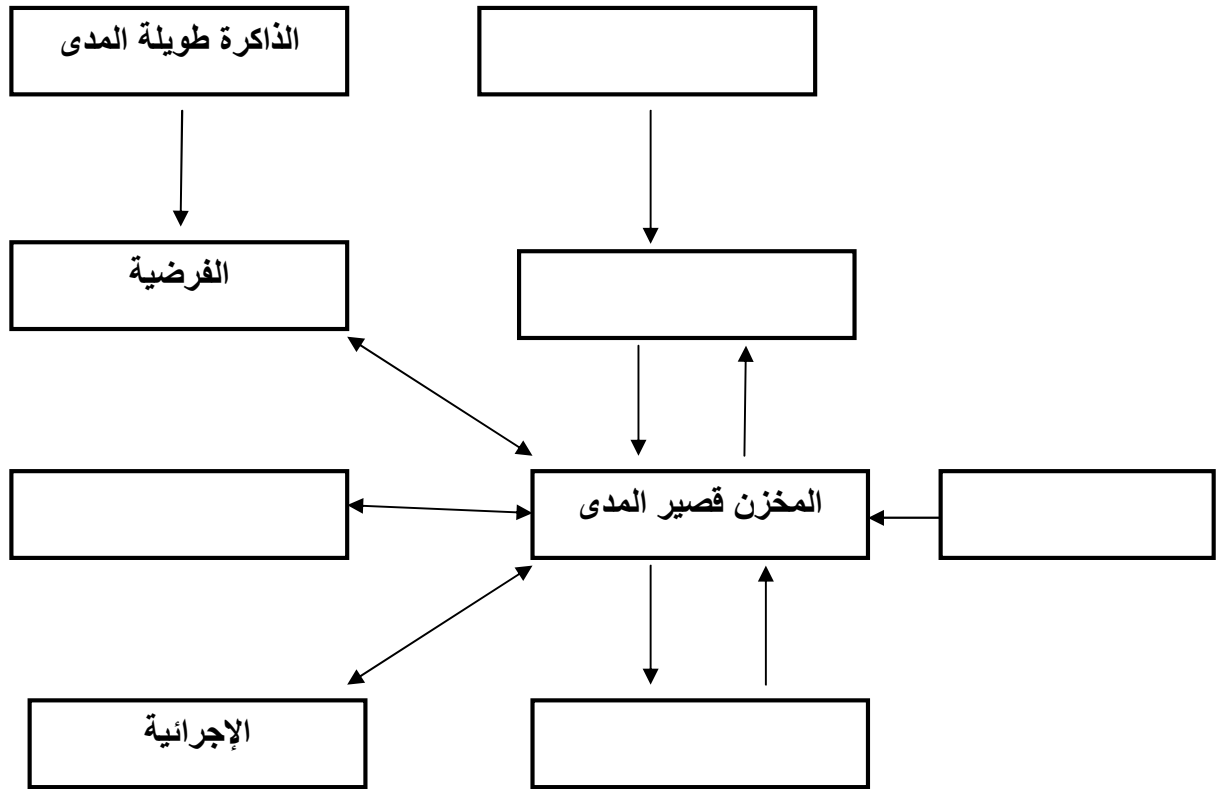 الذاكرة طويلة المدى
الفرضية
المخزن قصير المدى
الإجرائية